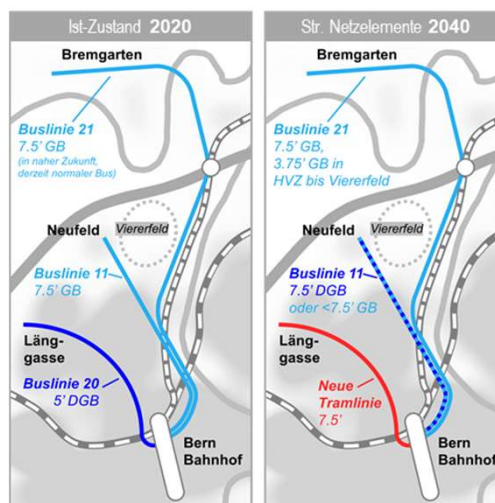 Ist-Zustand 2020
Bremgarten
Buslinie 21
7.5' GB
(in naher Zukunft,
derzeit normaler Bus)
Neufeld
Viererfeld
Buslinie 11
7.5' GB
Läng-
gasse
Buslinie 20
5' DGB
Bern
Bahnhof
Str. Netzelemente 2040
Bremgarten
Buslinie 21
7.5' GB,
3.75' GB in
HVZ bis Viererfeld
Neufeld
Viererfeld
Buslinie 11
7.5' DGB
oder <7.5' GB
Läng-
gasse
Neue
Tramlinie
7.5'
Bern
Bahnhof